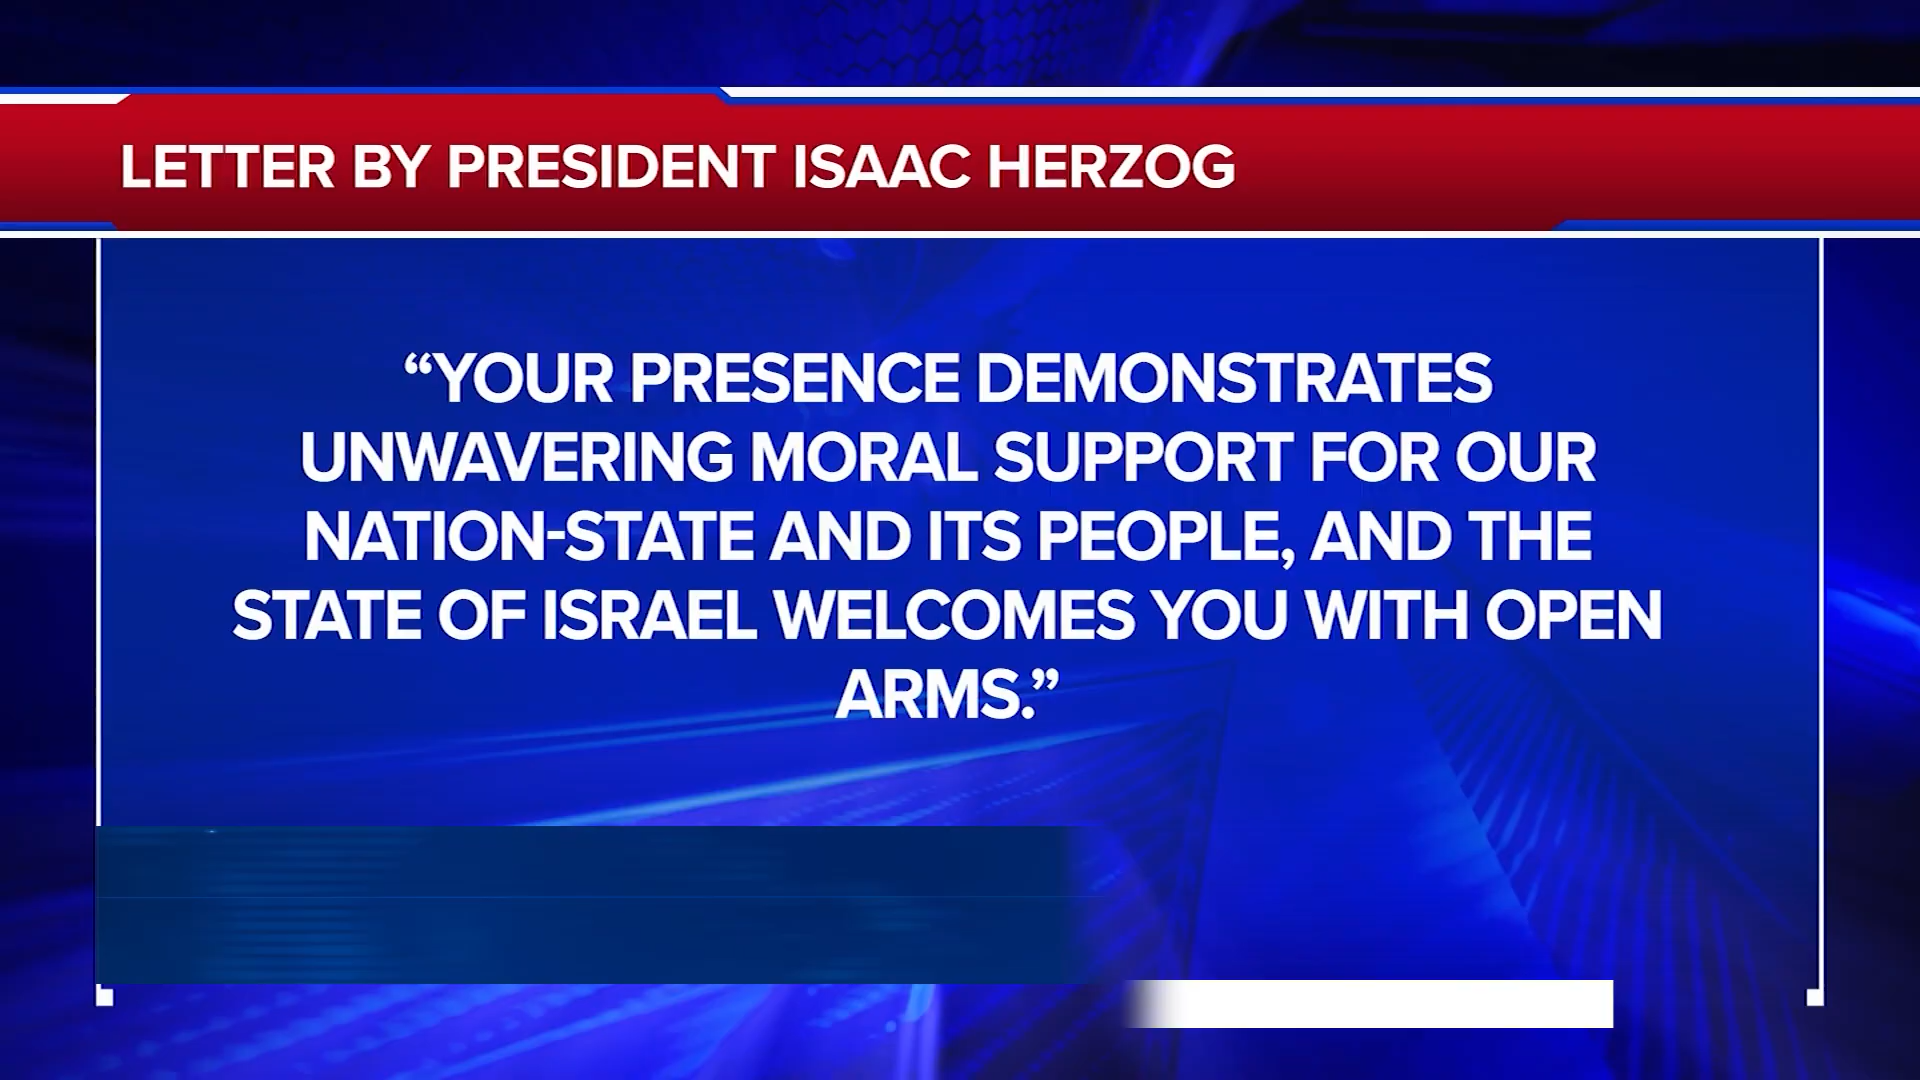 LETTER BY PRESIDENT ISAAC HERZOG
“YOUR PRESENCE DEMONSTRATES
UNWAVERING MORAL SUPPORT FOR OUR
NATION-STATE AND ITS PEOPLE, AND THE
STATE OF ISRAEL WELCOMES YOU WITH OPEN
ARMS.”